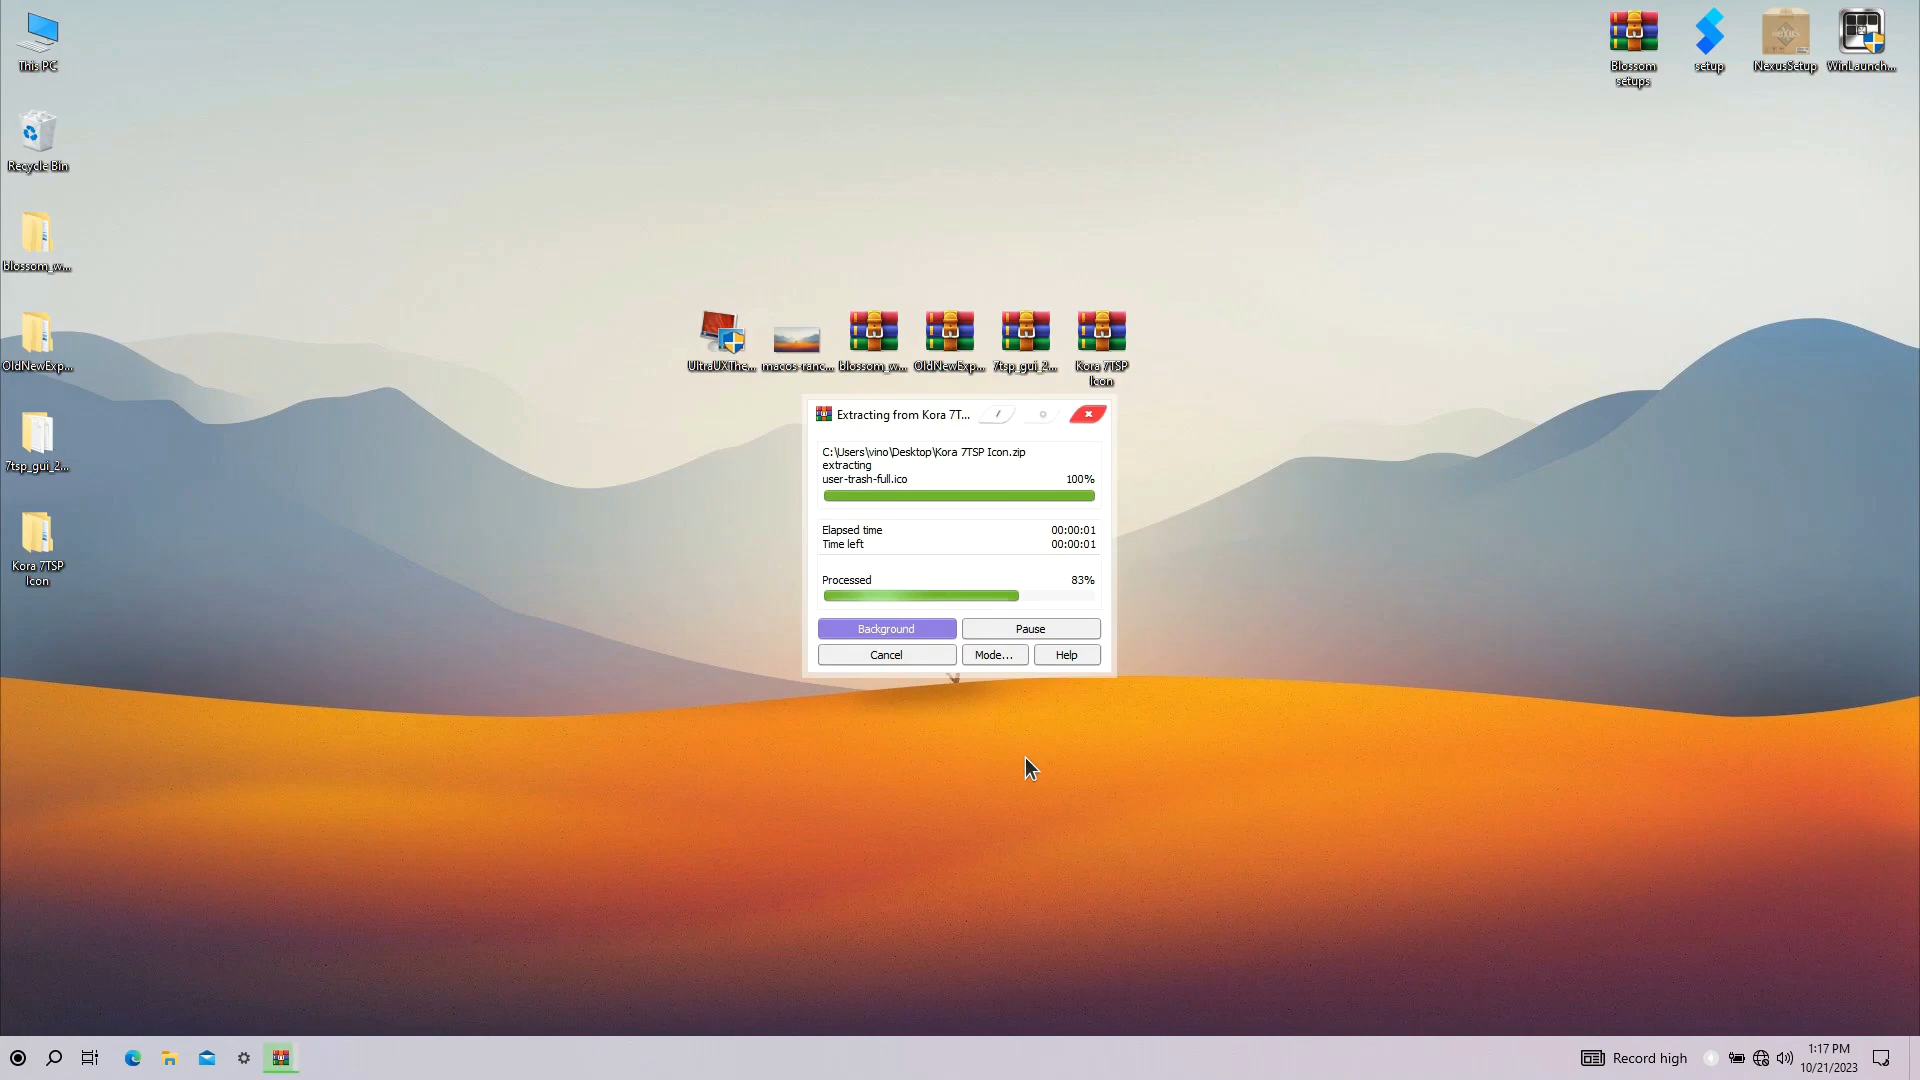 This PC
Recycle Bin
blossom_w...
OldNewExp...
7tsp_gui_2...
Kora 7TSP
Icon
Blossom
setups
setup
NexusSetup
WinLaunch...
UltraUXThe...
macos-ranc...
blossom_w...
OldNewExp...
7tsp_gui_2...
Kora 7TSP
Icon
Extracting from Kora 7T...
C:\Users\vino\Desktop\Kora 7TSP Icon.zip
extracting
user-trash-full.ico 100%
Elapsed time 00:00:01
Time left 00:00:01
Processed 83%
Background Pause
Cancel Mode... Help
Record high
1:17 PM
10/21/2023